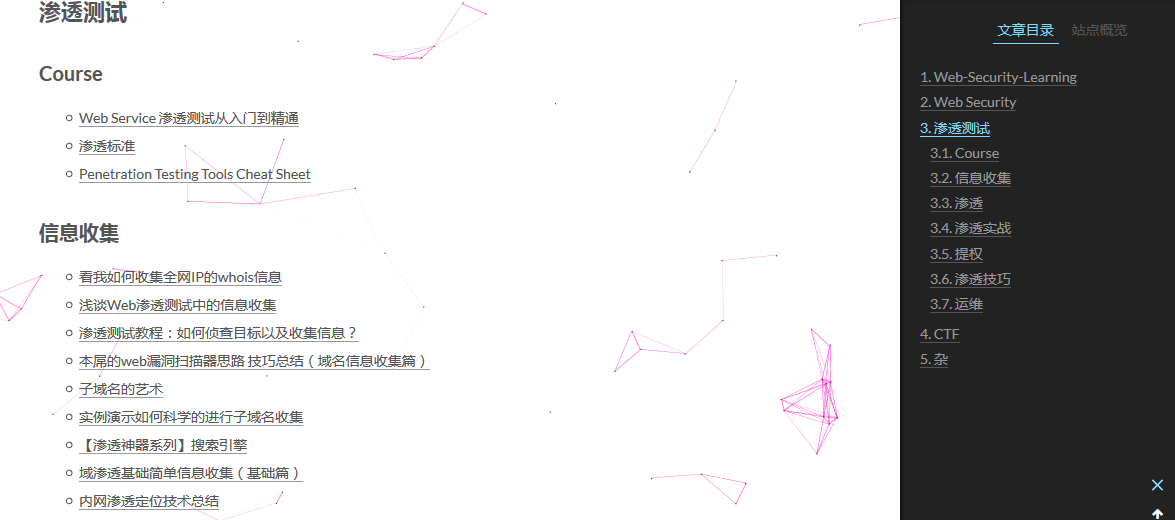 渗透测试
Course
Web Service 渗透测试从入门到精通
渗透标准
Penetration Testing Tools Cheat Sheet
信息收集
看我如何收集全网IP的whois信息
浅谈Web渗透测试中的信息收集
渗透测试教程：如何侦查目标以及收集信息？
本屌的web漏洞扫描器思路 技巧总结（域名信息收集篇）
子域名的艺术
实例演示如何科学的进行子域名收集
【渗透神器系列】搜索引擎
域渗透基础简单信息收集（基础篇）
内网渗透定位技术总结
文章目录 站点概览
1. Web-Security-Learning
2. Web Security
3. 渗透测试
3.1. Course
3.2. 信息收集
3.3. 渗透
3.4. 渗透实战
3.5. 提权
3.6. 渗透技巧
3.7. 运维
4. CTF
5. 杂